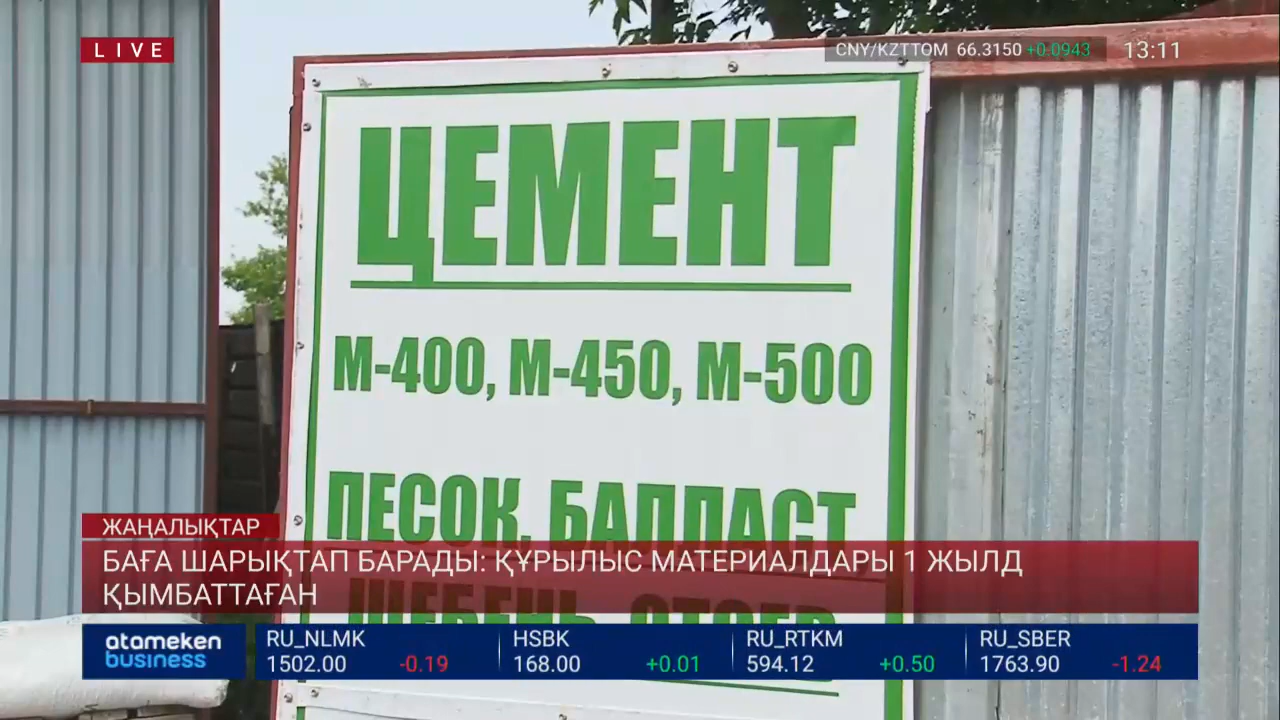 LIVE
CNY/KZTTOM 66.3150 +0.0943
13:11
ЦЕМЕНТ
М-400, М-450, М-500
ПЕСОК, БАЛЛАСТ
ЖАҢАЛЫҚТАР
БАҒА ШАРЫҚТАП БАРАДЫ: ҚҰРЫЛЫС МАТЕРИАЛДАРЫ 1 ЖЫЛД
ҚЫМБАТТАҒАН
atameken
business
RU_NLMK HSBK RU_RTKM RU_SBER
1502.00 -0.19 168.00 +0.01 594.12 +0.50 1763.90 -1.24